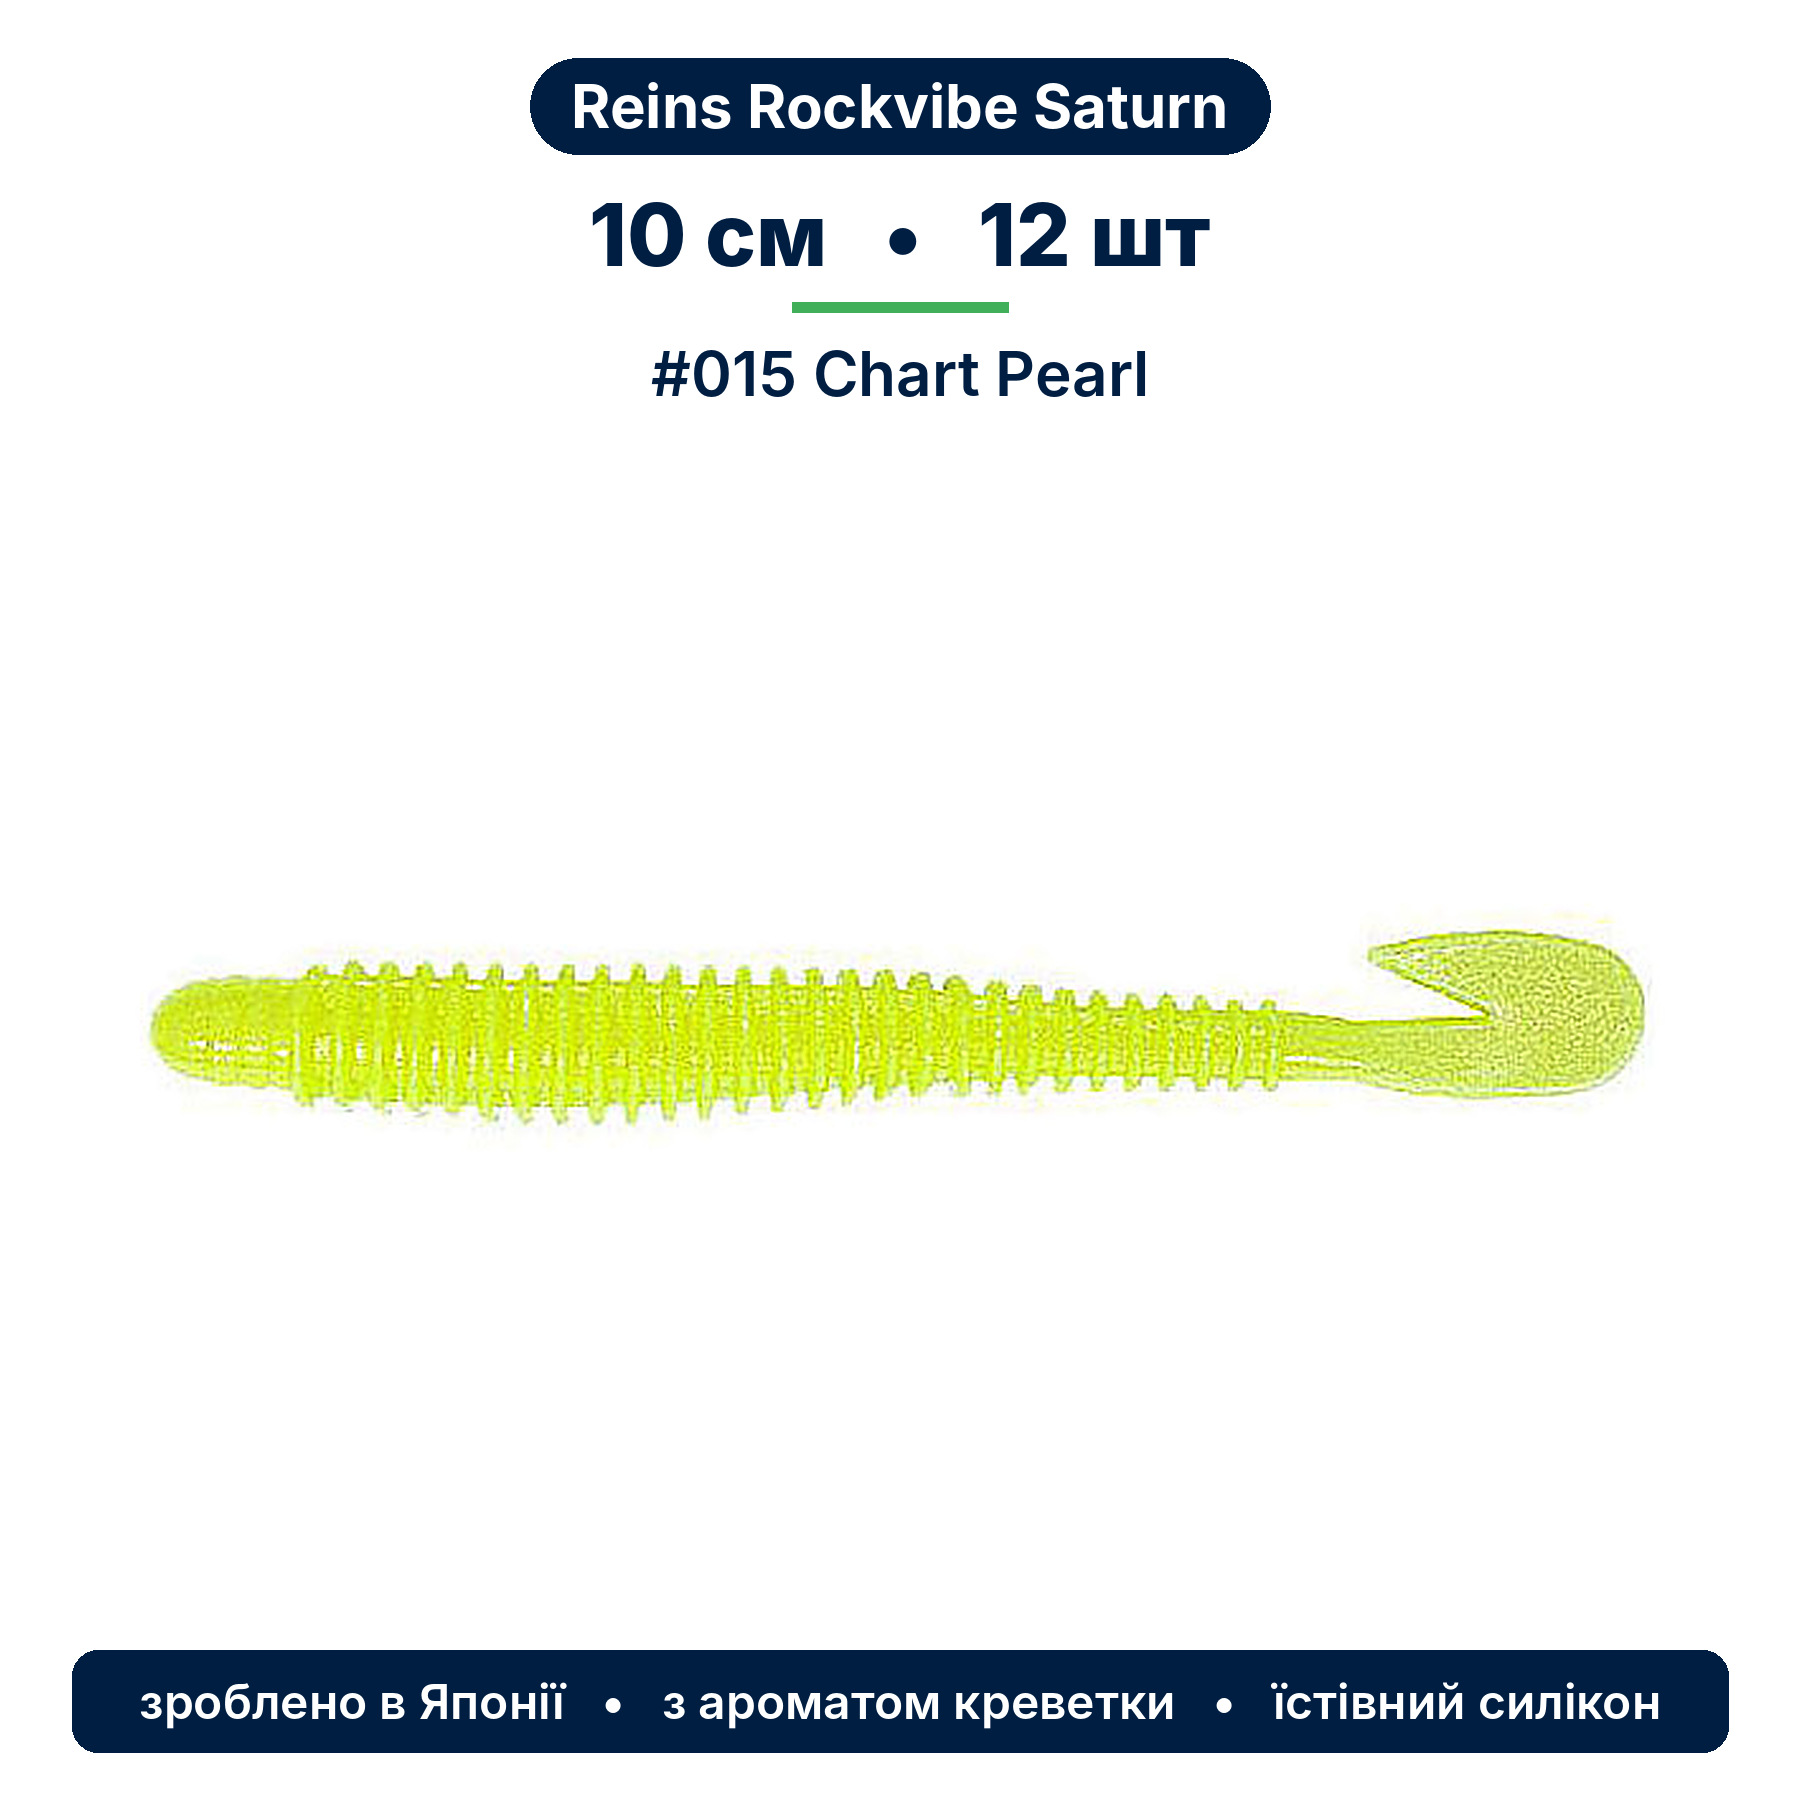 Reins Rockvibe Saturn
10 см • 12 шт
#015 Chart Pearl
зроблено в Японії • з ароматом креветки • їстівний силікон